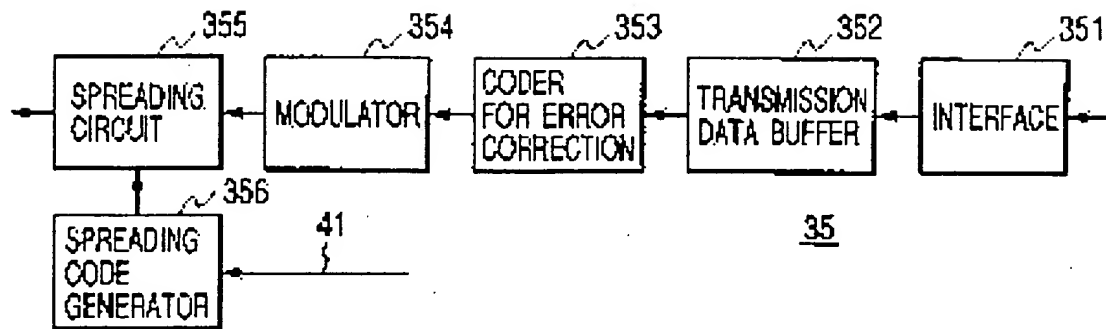 355
354
353
352
351
SPREADING
CIRCUIT
MODULATOR
CODER
FOR ERROR
CORRECTION
TRANSMISSION
DATA BUFFER
INTERFACE
356
SPREADING
CODE
GENERATOR
41
35